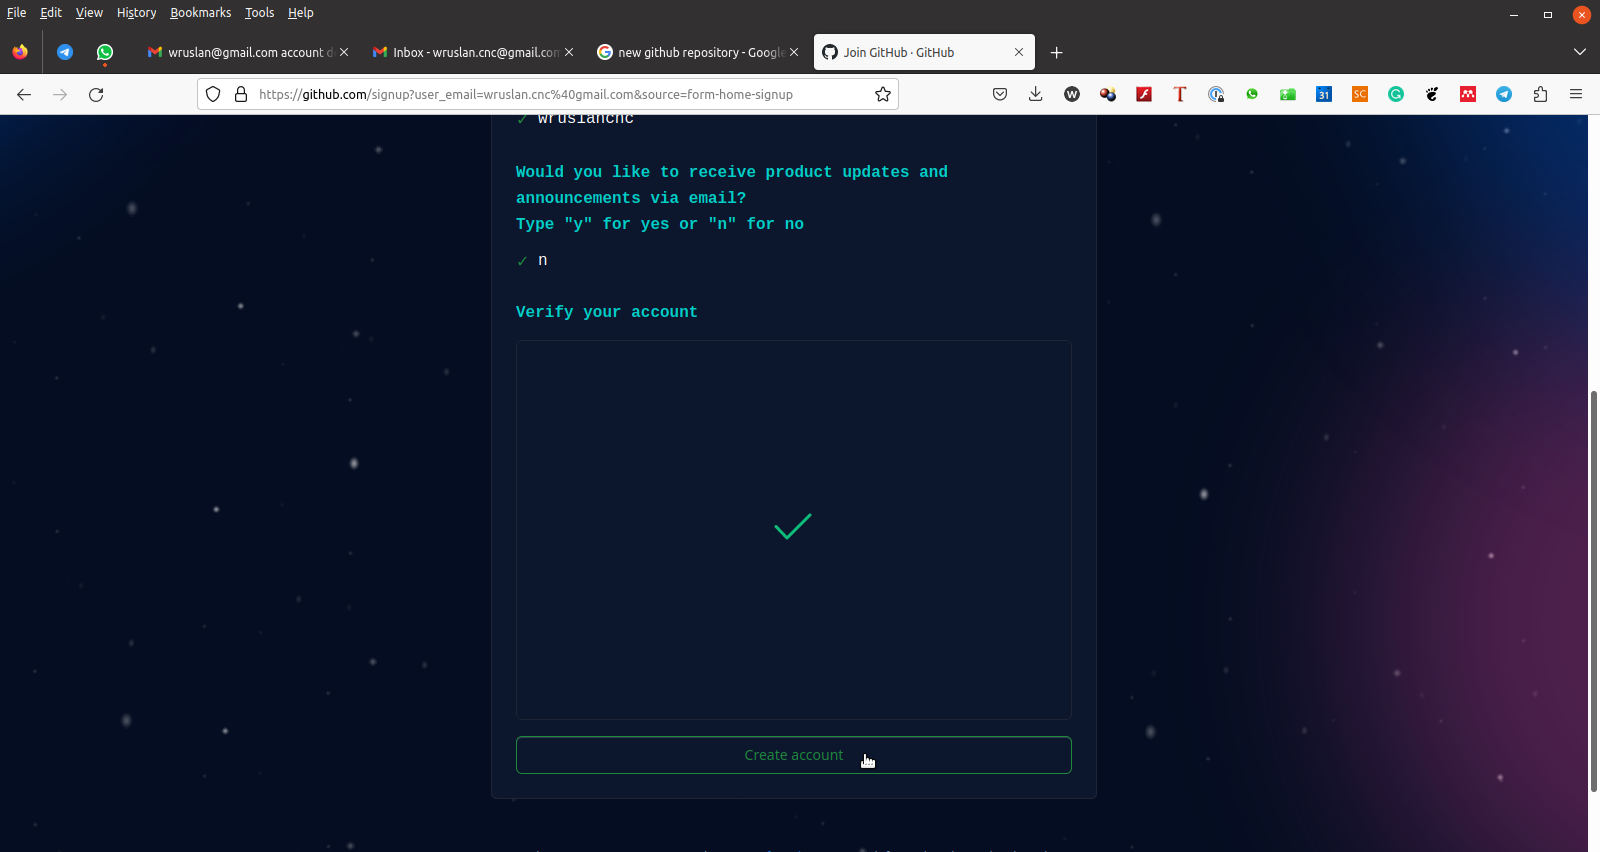 File Edit View History Bookmarks Tools Help
wruslan@gmail.com account d
Inbox - wruslan.cnc@gmail.com
new github repository - Google
Join GitHub · GitHub
https://github.com/signup?user_email=wruslan.cnc%40gmail.com&source=form-home-signup
W
31
SC
wruslancnc
Would you like to receive product updates and
announcements via email?
Type "y" for yes or "n" for no
n
Verify your account
Create account